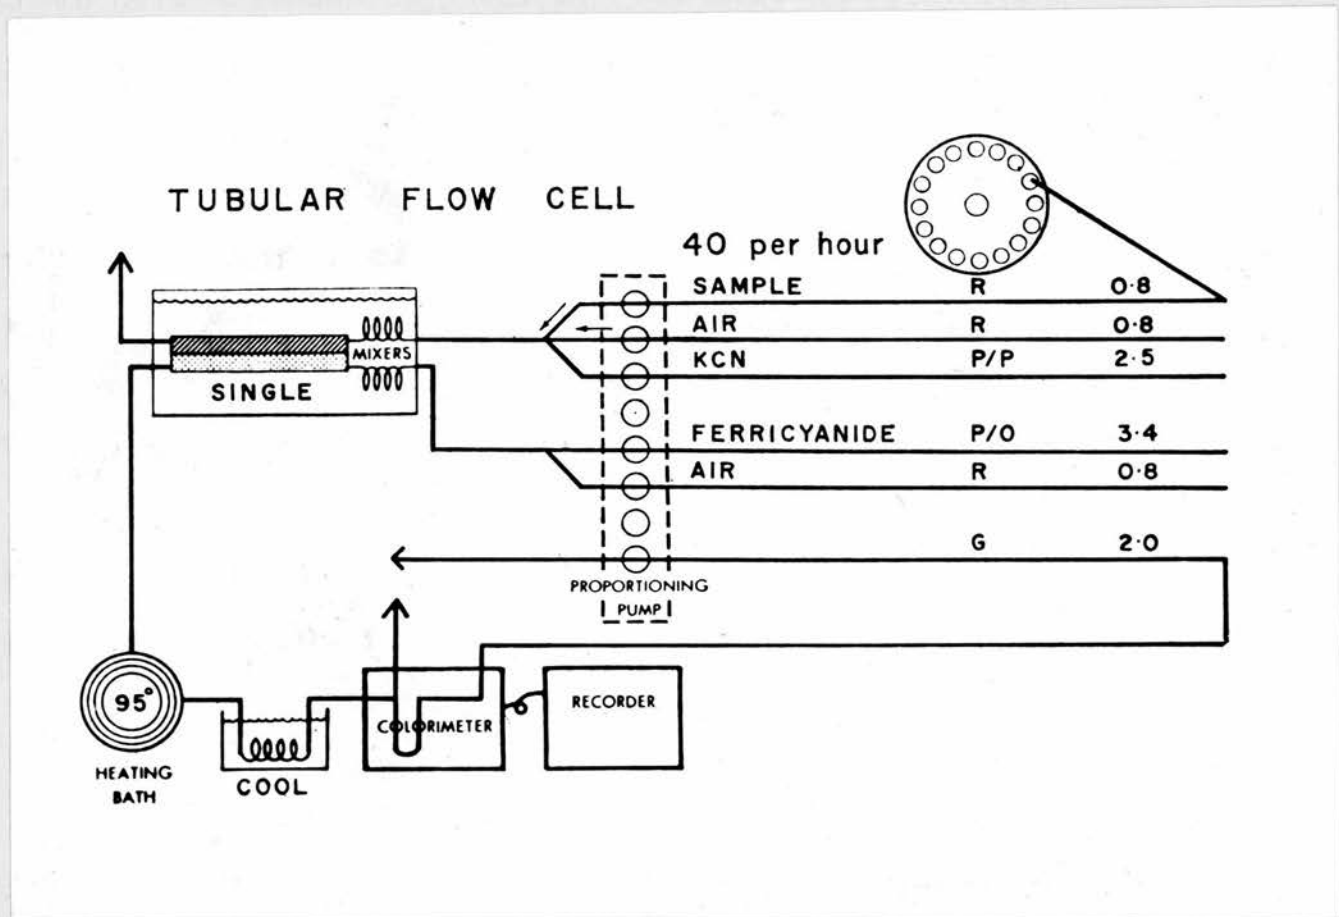 TUBULAR FLOW CELL
40 per hour
SAMPLE R 0·8
AIR R 0·8
KCN P/P 2·5
MIXERS
SINGLE
FERRICYANIDE P/O 3·4
AIR R 0·8
G 2·0
PROPORTIONING
PUMP
95°
RECORDER
COLORIMETER
HEATING
BATH
COOL